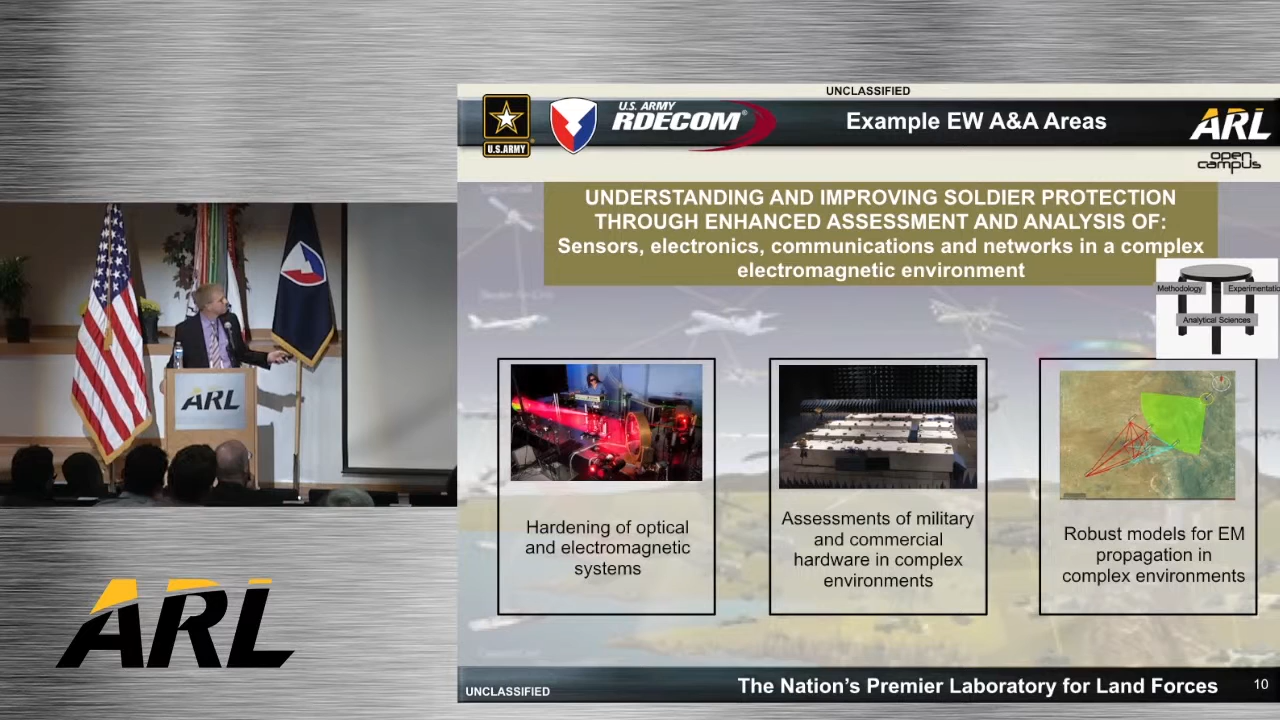 UNCLASSIFIED
U.S. ARMY
U.S. ARMY
RDECOM®
Example EW A&A Areas
ARL
open
campus
UNDERSTANDING AND IMPROVING SOLDIER PROTECTION
THROUGH ENHANCED ASSESSMENT AND ANALYSIS OF:
Sensors, electronics, communications and networks in a complex
electromagnetic environment
Methodology
Experimentatio
Analytical Sciences
ARL
Hardening of optical
and electromagnetic
systems
Assessments of military
and commercial
hardware in complex
environments
Robust models for EM
propagation in
complex environments
ARL
UNCLASSIFIED
The Nation's Premier Laboratory for Land Forces
10